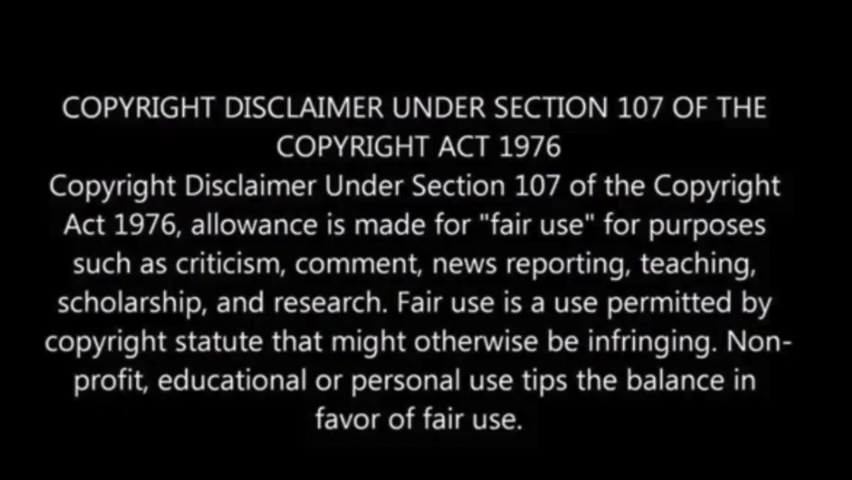 COPYRIGHT DISCLAIMER UNDER SECTION 107 OF THE
COPYRIGHT ACT 1976
Copyright Disclaimer Under Section 107 of the Copyright
Act 1976, allowance is made for "fair use" for purposes
such as criticism, comment, news reporting, teaching,
scholarship, and research. Fair use is a use permitted by
copyright statute that might otherwise be infringing. Non-
profit, educational or personal use tips the balance in
favor of fair use.